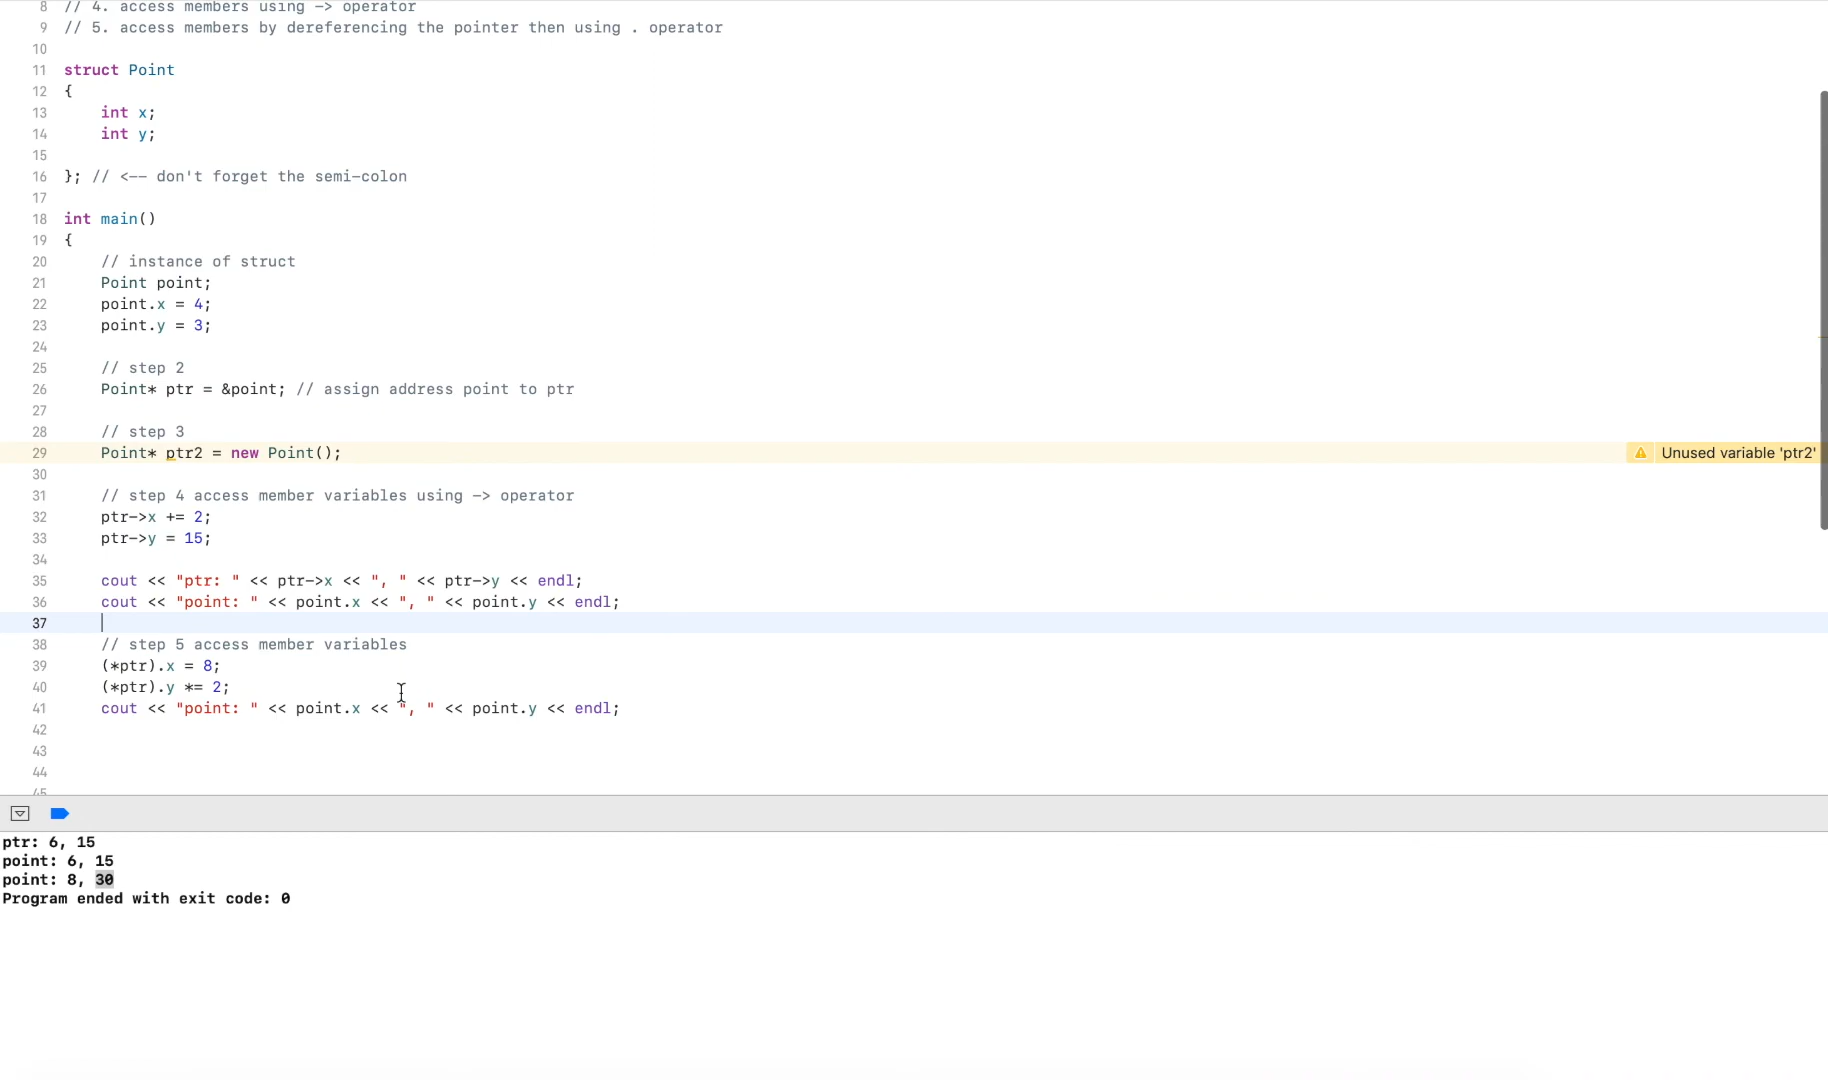 8 // 4. access members using -> operator
9 // 5. access members by dereferencing the pointer then using . operator
10
11 struct Point
12 {
13     int x;
14     int y;
15
16 }; // <-- don't forget the semi-colon
17
18 int main()
19 {
20     // instance of struct
21     Point point;
22     point.x = 4;
23     point.y = 3;
24
25     // step 2
26     Point* ptr = &point; // assign address point to ptr
27
28     // step 3
29     Point* ptr2 = new Point(); Unused variable 'ptr2'
30
31     // step 4 access member variables using -> operator
32     ptr->x += 2;
33     ptr->y = 15;
34
35     cout << "ptr: " << ptr->x << ", " << ptr->y << endl;
36     cout << "point: " << point.x << ", " << point.y << endl;
37
38     // step 5 access member variables
39     (*ptr).x = 8;
40     (*ptr).y *= 2;
41     cout << "point: " << point.x << ", " << point.y << endl;
42
43
44
45
ptr: 6, 15
point: 6, 15
point: 8, 30
Program ended with exit code: 0